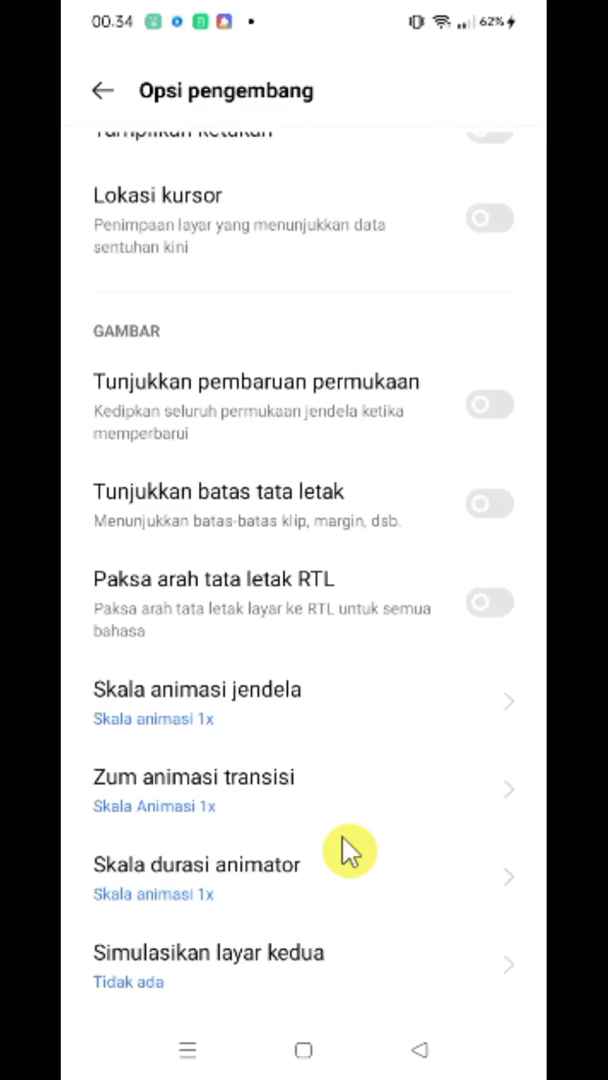 00.34
62%
Opsi pengembang
Tampilkan ketukan
Lokasi kursor
Penimpaan layar yang menunjukkan data
sentuhan kini
GAMBAR
Tunjukkan pembaruan permukaan
Kedipkan seluruh permukaan jendela ketika
memperbarui
Tunjukkan batas tata letak
Menunjukkan batas-batas klip, margin, dsb.
Paksa arah tata letak RTL
Paksa arah tata letak layar ke RTL untuk semua
bahasa
Skala animasi jendela
Skala animasi 1x
Zum animasi transisi
Skala Animasi 1x
Skala durasi animator
Skala animasi 1x
Simulasikan layar kedua
Tidak ada